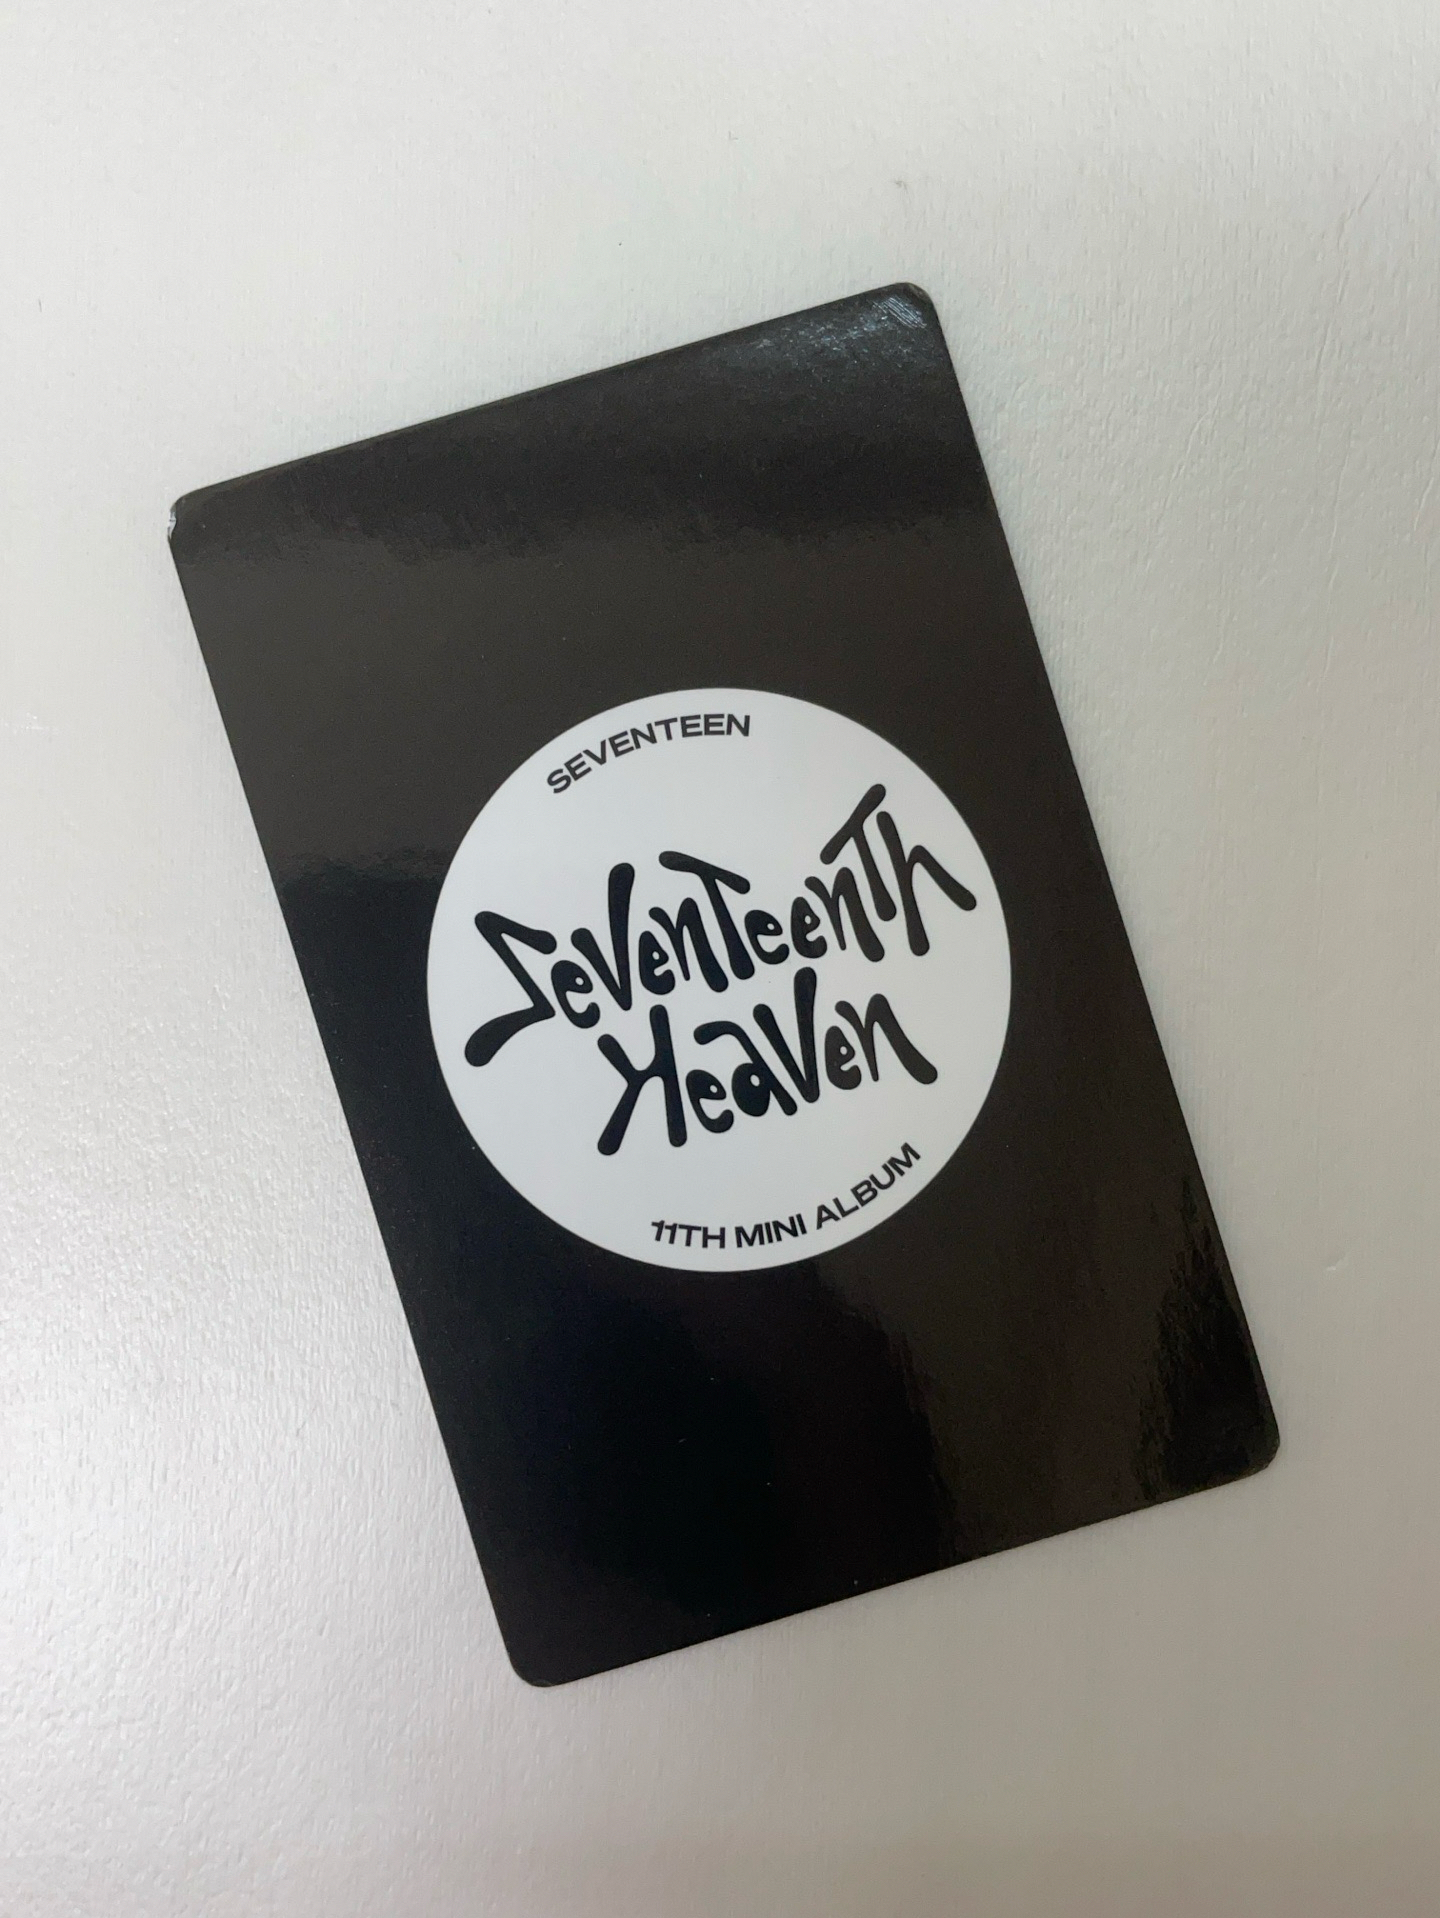 SEVENTEEN
SevenTeenTh
Heaven
11TH MINI ALBUM